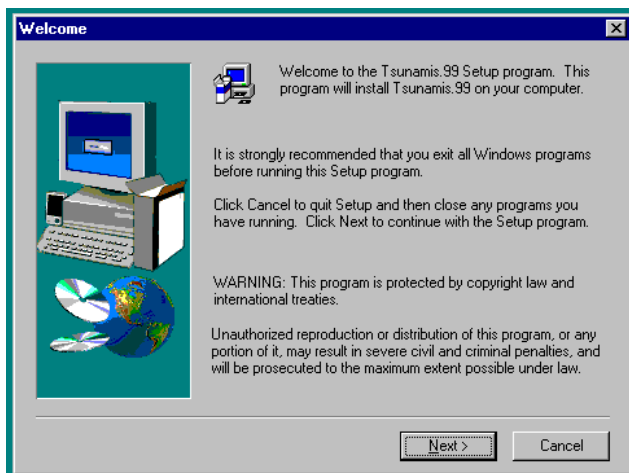 Welcome
Welcome to the Tsunamis.99 Setup program. This
program will install Tsunamis.99 on your computer.
It is strongly recommended that you exit all Windows programs
before running this Setup program.
Click Cancel to quit Setup and then close any programs you
have running. Click Next to continue with the Setup program.
WARNING: This program is protected by copyright law and
international treaties.
Unauthorized reproduction or distribution of this program, or any
portion of it, may result in severe civil and criminal penalties, and
will be prosecuted to the maximum extent possible under law.
Next >
Cancel